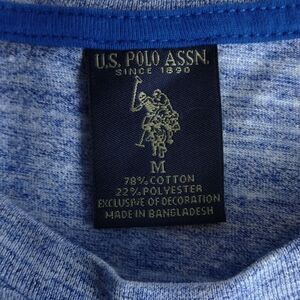 U.S. POLO ASSN.
SINCE 1890
M
78% COTTON
22% POLYESTER
EXCLUSIVE OF DECORATION
MADE IN BANGLADESH